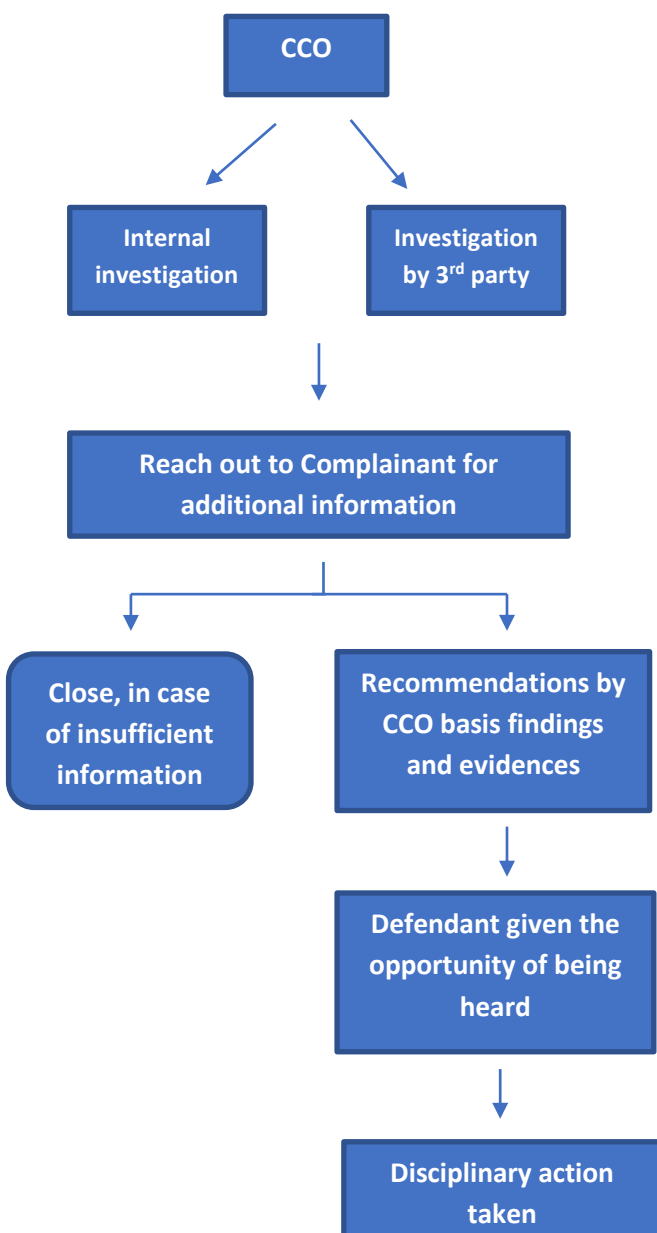 CCO
Internal
investigation
Investigation
by 3rd party
Reach out to Complainant for
additional information
Close, in case
of insufficient
information
Recommendations by
CCO basis findings
and evidences
Defendant given the
opportunity of being
heard
Disciplinary action
taken